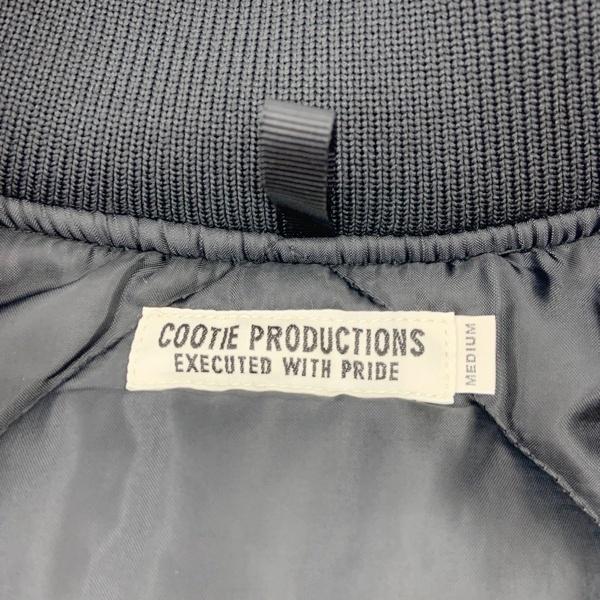 COOTIE PRODUCTIONS
EXECUTED WITH PRIDE
MEDIUM